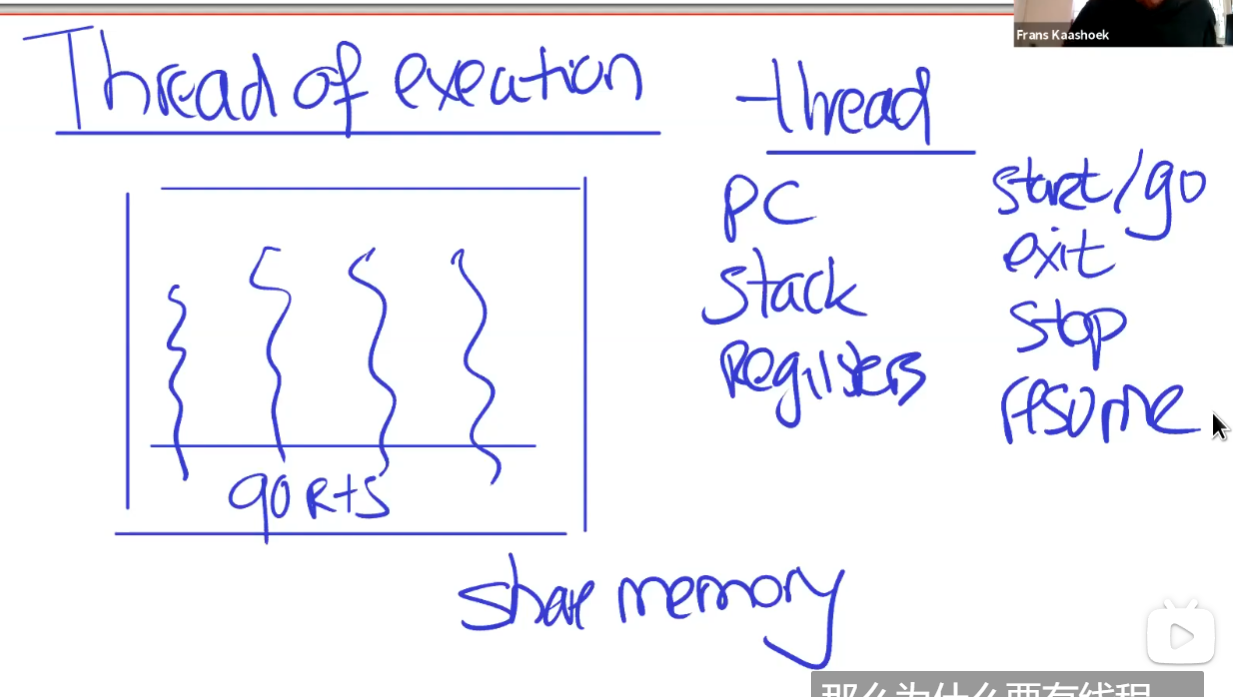 Frans Kaashoek
Thread of execution
thread
PC
stack
Registers
start/go
exit
stop
resume
go RTS
share memory
那么为什么要有线程